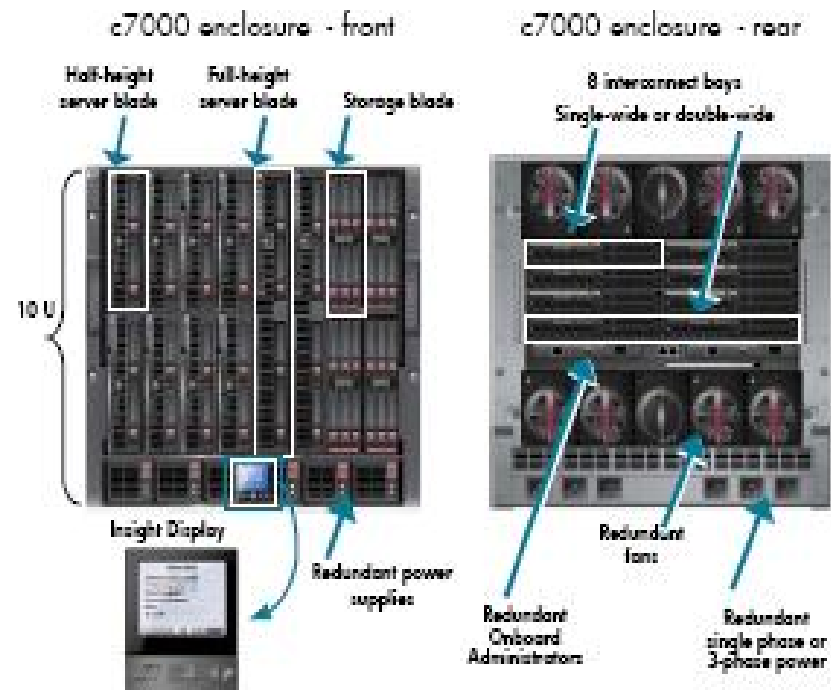 c7000 enclosure - front
Half-height
server blade
Full-height
server blade
Storage blade
10 U
Insight Display
Redundant power
supplies
c7000 enclosure - rear
8 interconnect bays
Single-wide or double-wide
Redundant
fans
Redundant
Onboard
Administrators
Redundant
single phase or
3-phase power